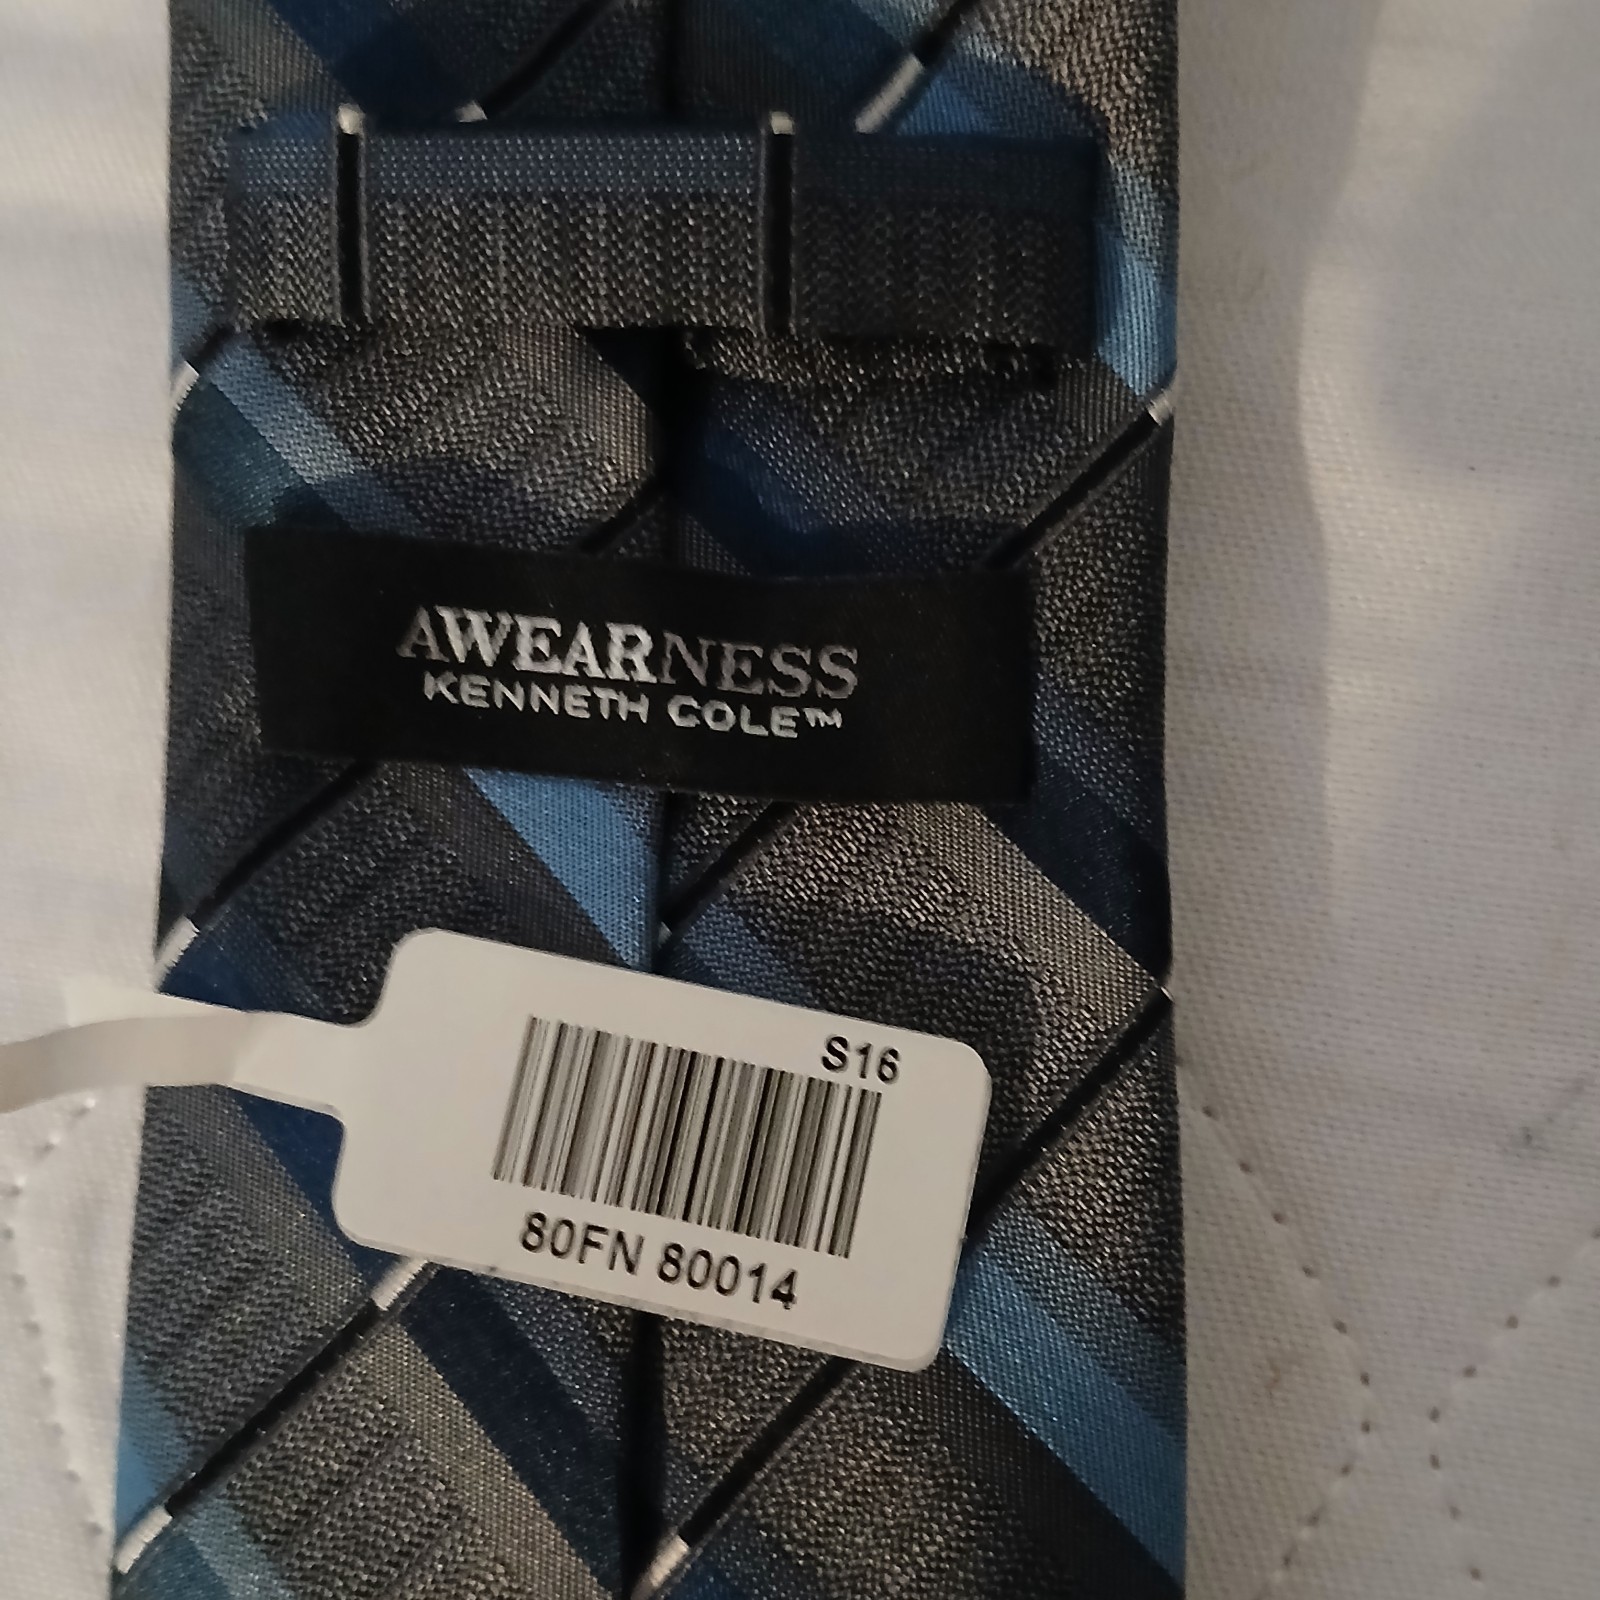 AWEARNESS
KENNETH COLE™
S16
80FN 80014